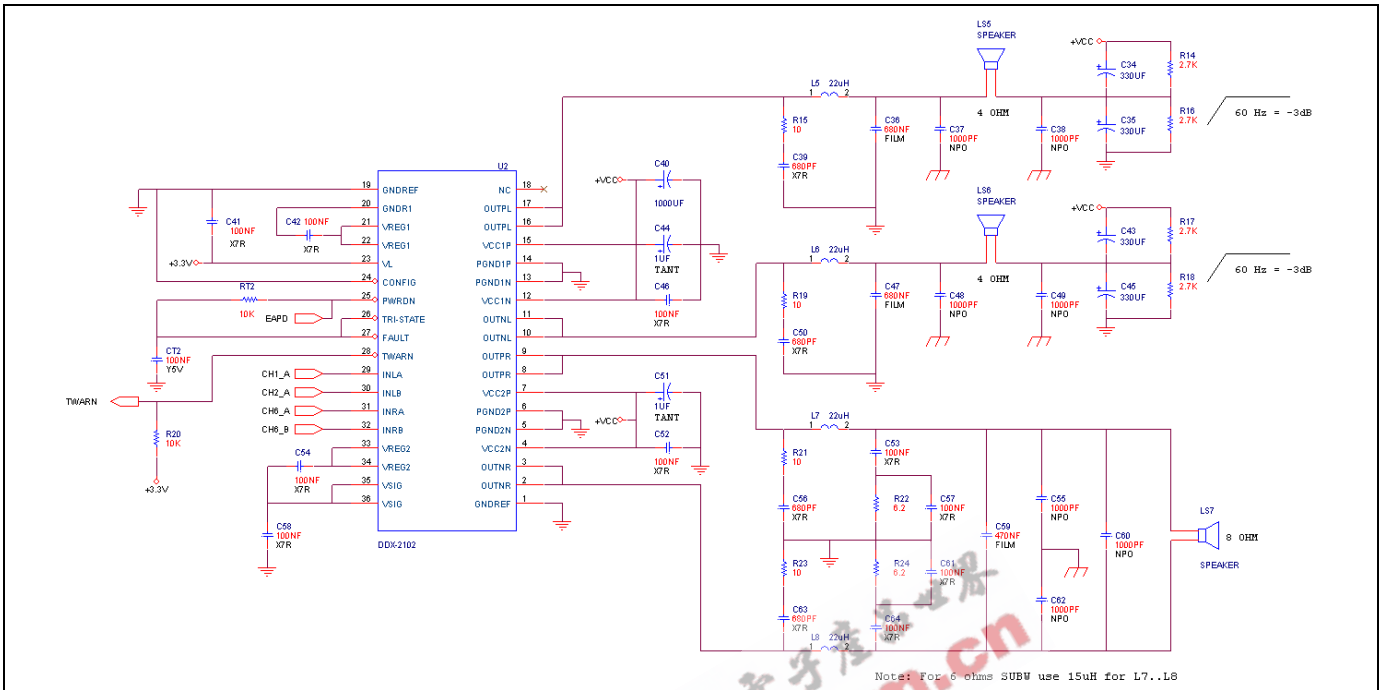 LS5
SPEAKER
4 OHM
+VCC
C34
330UF
R14
2.7K
C35
330UF
R16
2.7K
60 Hz = -3dB
L5 22uH
1 2
R15
10
C39
680PF
X7R
C36
680NF
FILM
C37
1000PF
NPO
C38
1000PF
NPO
LS6
SPEAKER
4 OHM
+VCC
C43
330UF
R17
2.7K
C45
330UF
R18
2.7K
60 Hz = -3dB
L6 22uH
1 2
R19
10
C50
680PF
X7R
C47
680NF
FILM
C48
1000PF
NPO
C49
1000PF
NPO
U2
19 GNDREF
20 GNDR1
21 VREG1
22 VREG1
23 VL
24 CONFIG
25 PWRDN
26 TRI-STATE
27 FAULT
28 TWARN
29 INLA
30 INLB
31 INRA
32 INRB
33 VREG2
34 VREG2
35 VSIG
36 VSIG
NC 18
OUTPL 17
OUTPL 16
VCC1P 15
PGND1P 14
PGND1N 13
VCC1N 12
OUTNL 11
OUTNL 10
OUTPR 9
OUTPR 8
VCC2P 7
PGND2P 6
PGND2N 5
VCC2N 4
OUTNR 3
OUTNR 2
GNDREF 1
DDX-2102
C41
100NF
X7R
C42 100NF
X7R
+3.3V
RT2
10K
EAPD
CT2
100NF
Y5V
TWARN
R20
10K
+3.3V
CH1_A
CH2_A
CH6_A
CH6_B
C54
100NF
X7R
C58
100NF
X7R
+VCC
C40
1000UF
C44
1UF
TANT
C46
100NF
X7R
+VCC
C51
1UF
TANT
C52
100NF
X7R
L7 22uH
1 2
R21
10
C56
680PF
X7R
R23
10
C63
680PF
X7R
L8 22uH
1 2
C53
100NF
X7R
R22
6.2
C57
100NF
X7R
R24
6.2
C61
100NF
X7R
C64
100NF
X7R
C59
470NF
FILM
C55
1000PF
NPO
C62
1000PF
NPO
C60
1000PF
NPO
LS7
8 OHM
SPEAKER
电子产品世界
m.cn
Note: For 6 ohms SUBW use 15uH for L7..L8